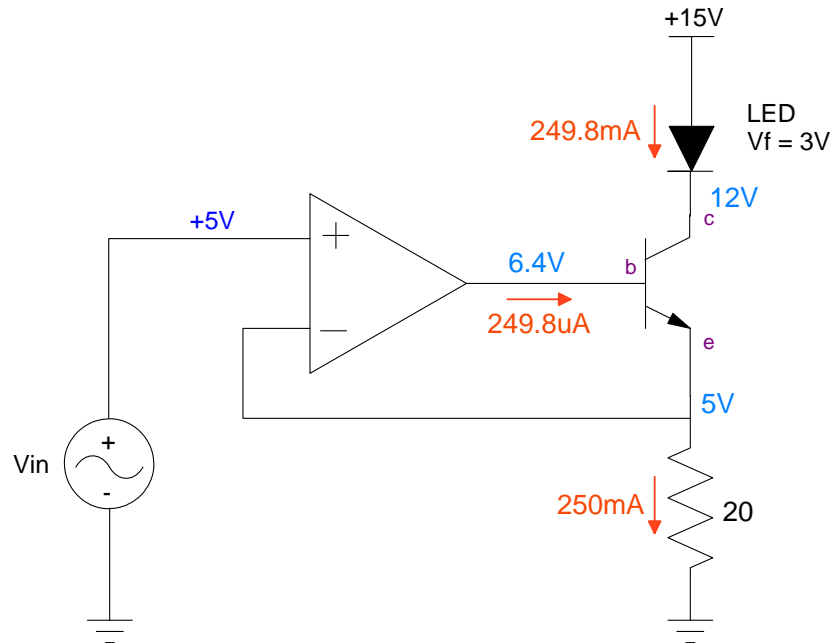 +15V
LED
Vf = 3V
249.8mA
12V
c
+5V
+
6.4V
b
249.8uA
e
5V
Vin
+
-
250mA
20